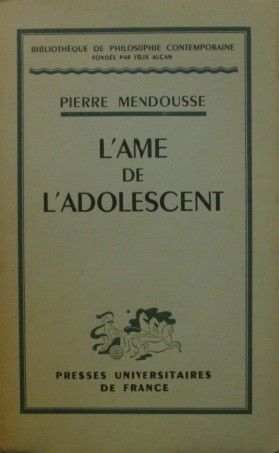 BIBLIOTHÈQUE DE PHILOSOPHIE CONTEMPORAINE
FONDÉE PAR FÉLIX ALCAN
PIERRE MENDOUSSE
L'AME
DE
L'ADOLESCENT
PRESSES UNIVERSITAIRES
DE FRANCE